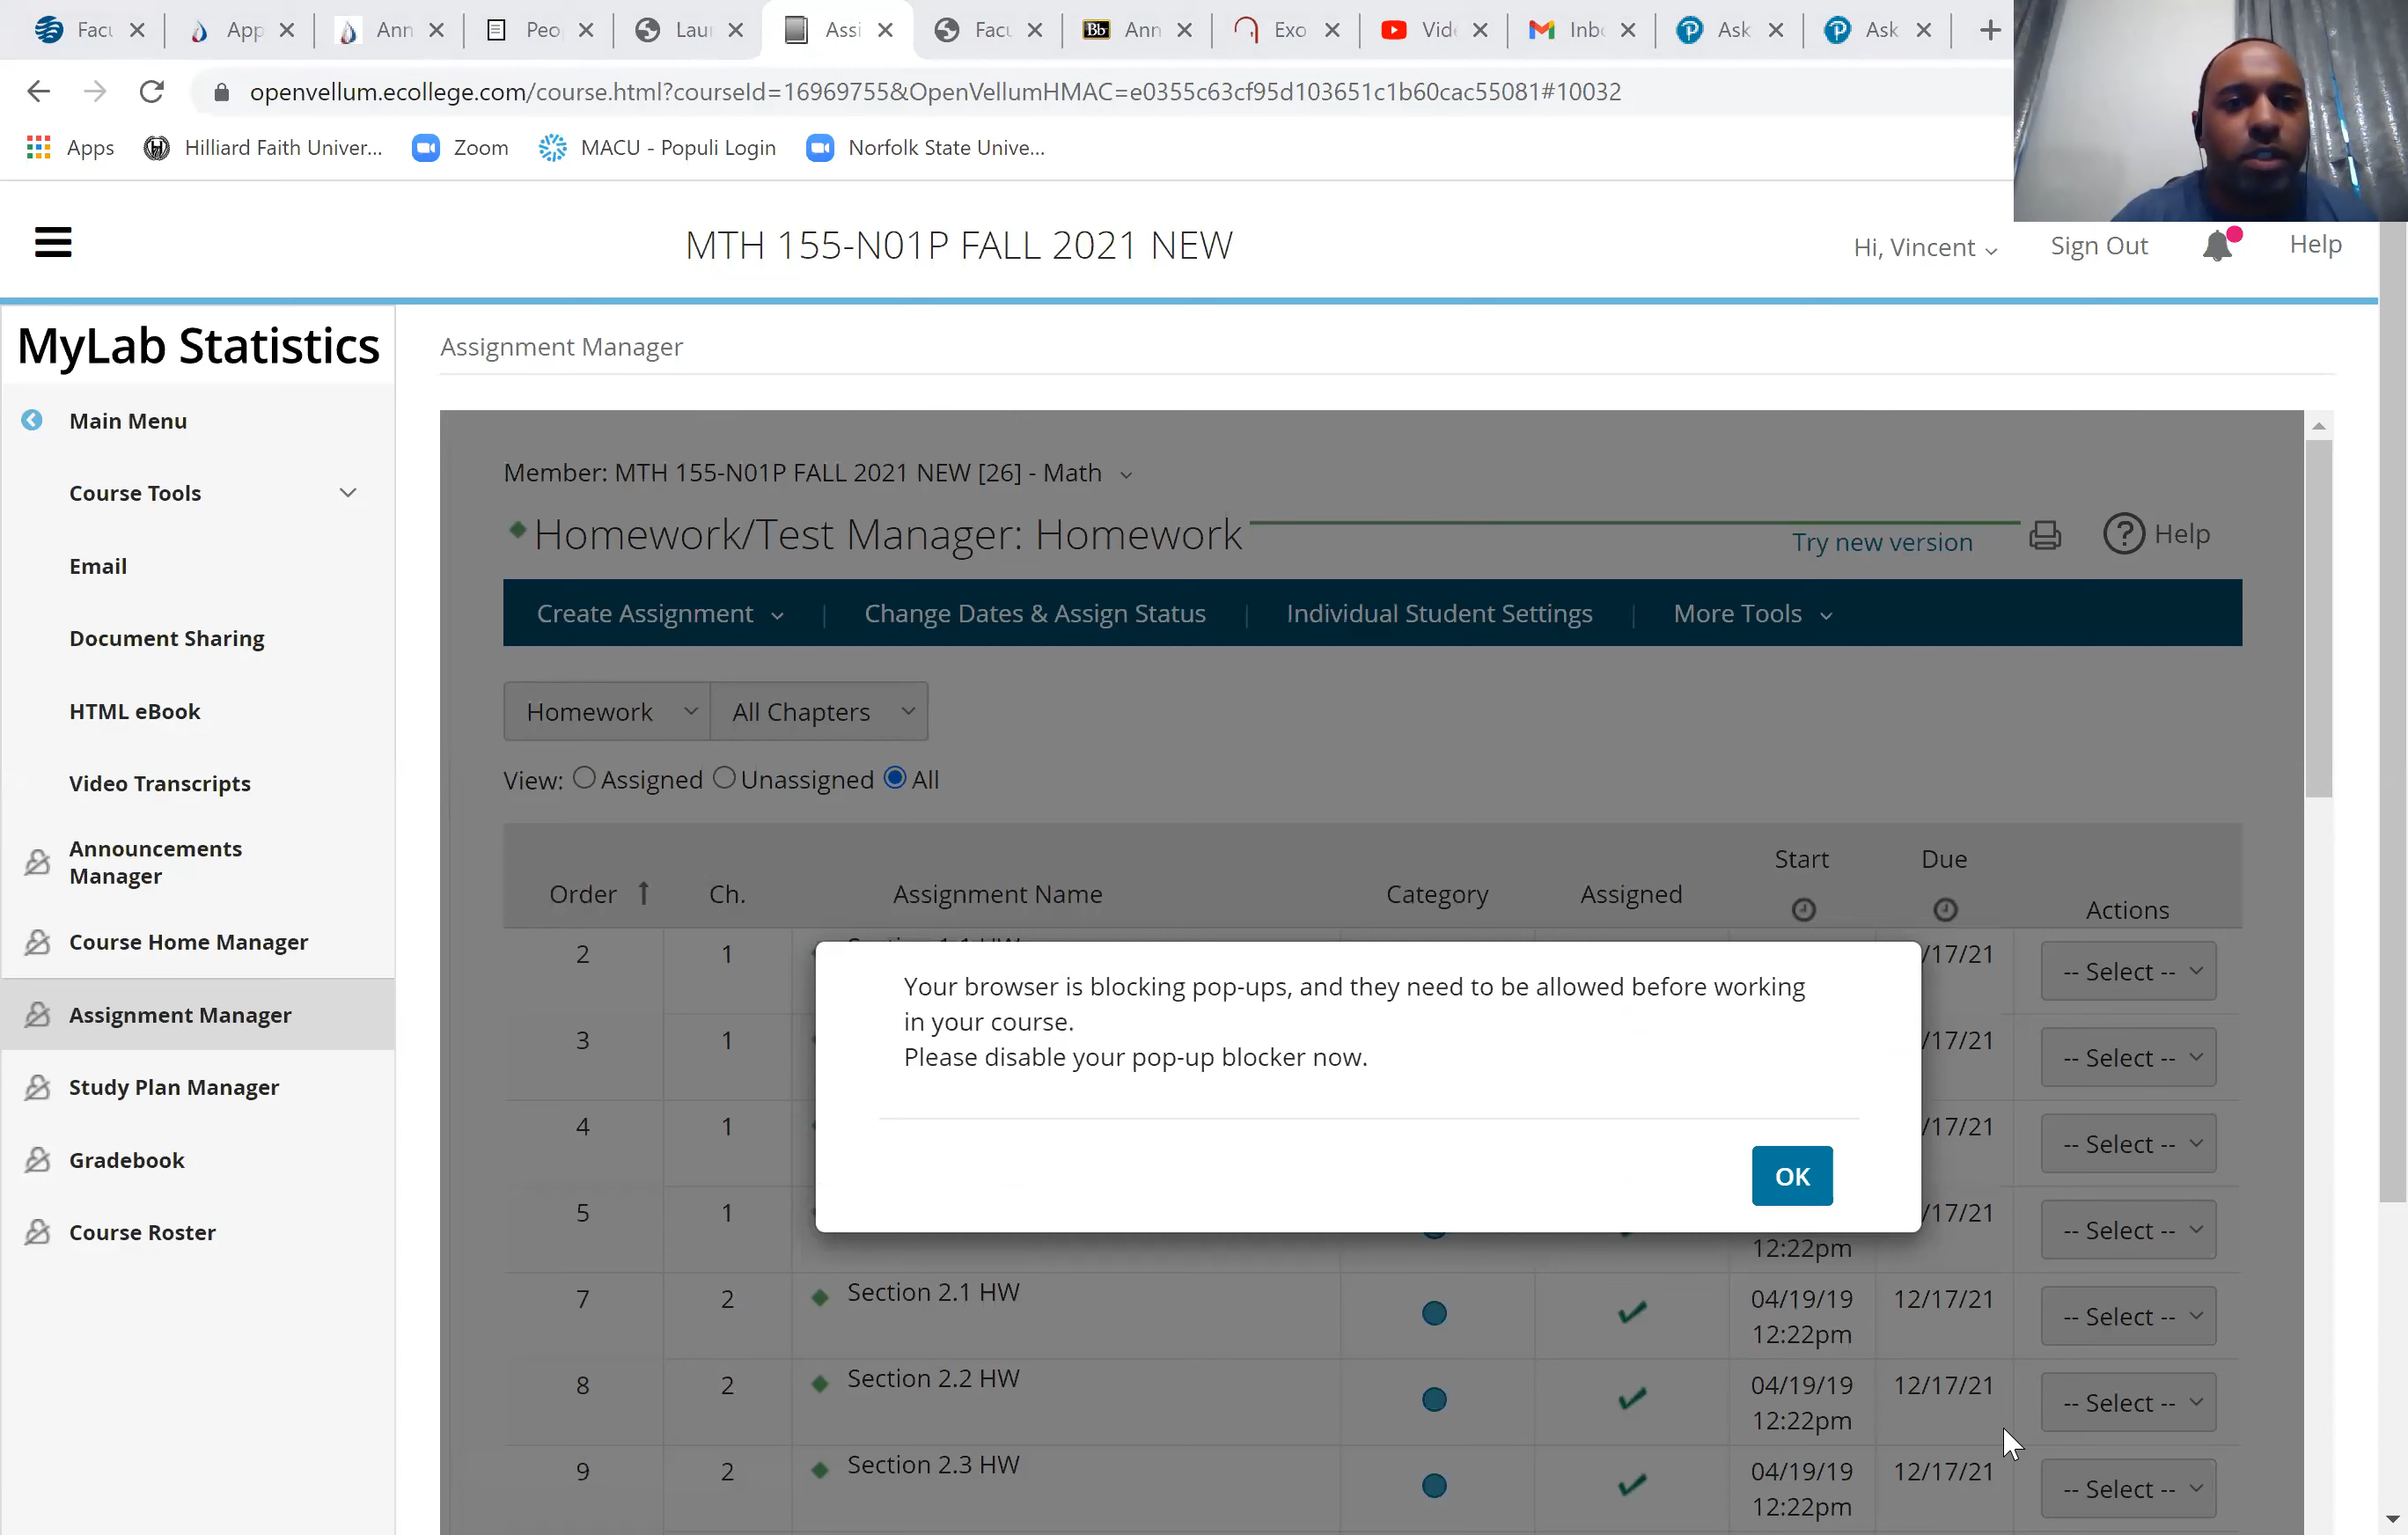 Facu
App
Ann
Peo
Laun
Assi
Facu
Bb Ann
Exo
Vide
Inbo
Ask
Ask
openvellum.ecollege.com/course.html?courseId=16969755&OpenVellumHMAC=e0355c63cf95d103651c1b60cac55081#10032
Apps
Hilliard Faith Univer...
Zoom
MACU - Populi Login
Norfolk State Unive...
MTH 155-N01P FALL 2021 NEW
Hi, Vincent
Sign Out
Help
MyLab Statistics
Main Menu
Course Tools
Email
Document Sharing
HTML eBook
Video Transcripts
Announcements
Manager
Course Home Manager
Assignment Manager
Study Plan Manager
Gradebook
Course Roster
Assignment Manager
Member: MTH 155-N01P FALL 2021 NEW [26] - Math
Homework/Test Manager: Homework
Try new version
? Help
Create Assignment | Change Dates & Assign Status | Individual Student Settings | More Tools
Homework
All Chapters
View: Assigned Unassigned All
Order ↑ Ch. Assignment Name Category Assigned Start Due Actions
2 1 /17/21 -- Select --
3 1 /17/21 -- Select --
4 1 /17/21 -- Select --
5 1 /17/21 -- Select --
12:22pm
Your browser is blocking pop-ups, and they need to be allowed before working
in your course.
Please disable your pop-up blocker now.
OK
7 2 Section 2.1 HW 04/19/19 12/17/21 -- Select --
12:22pm
8 2 Section 2.2 HW 04/19/19 12/17/21 -- Select --
12:22pm
9 2 Section 2.3 HW 04/19/19 12/17/21 -- Select --
12:22pm